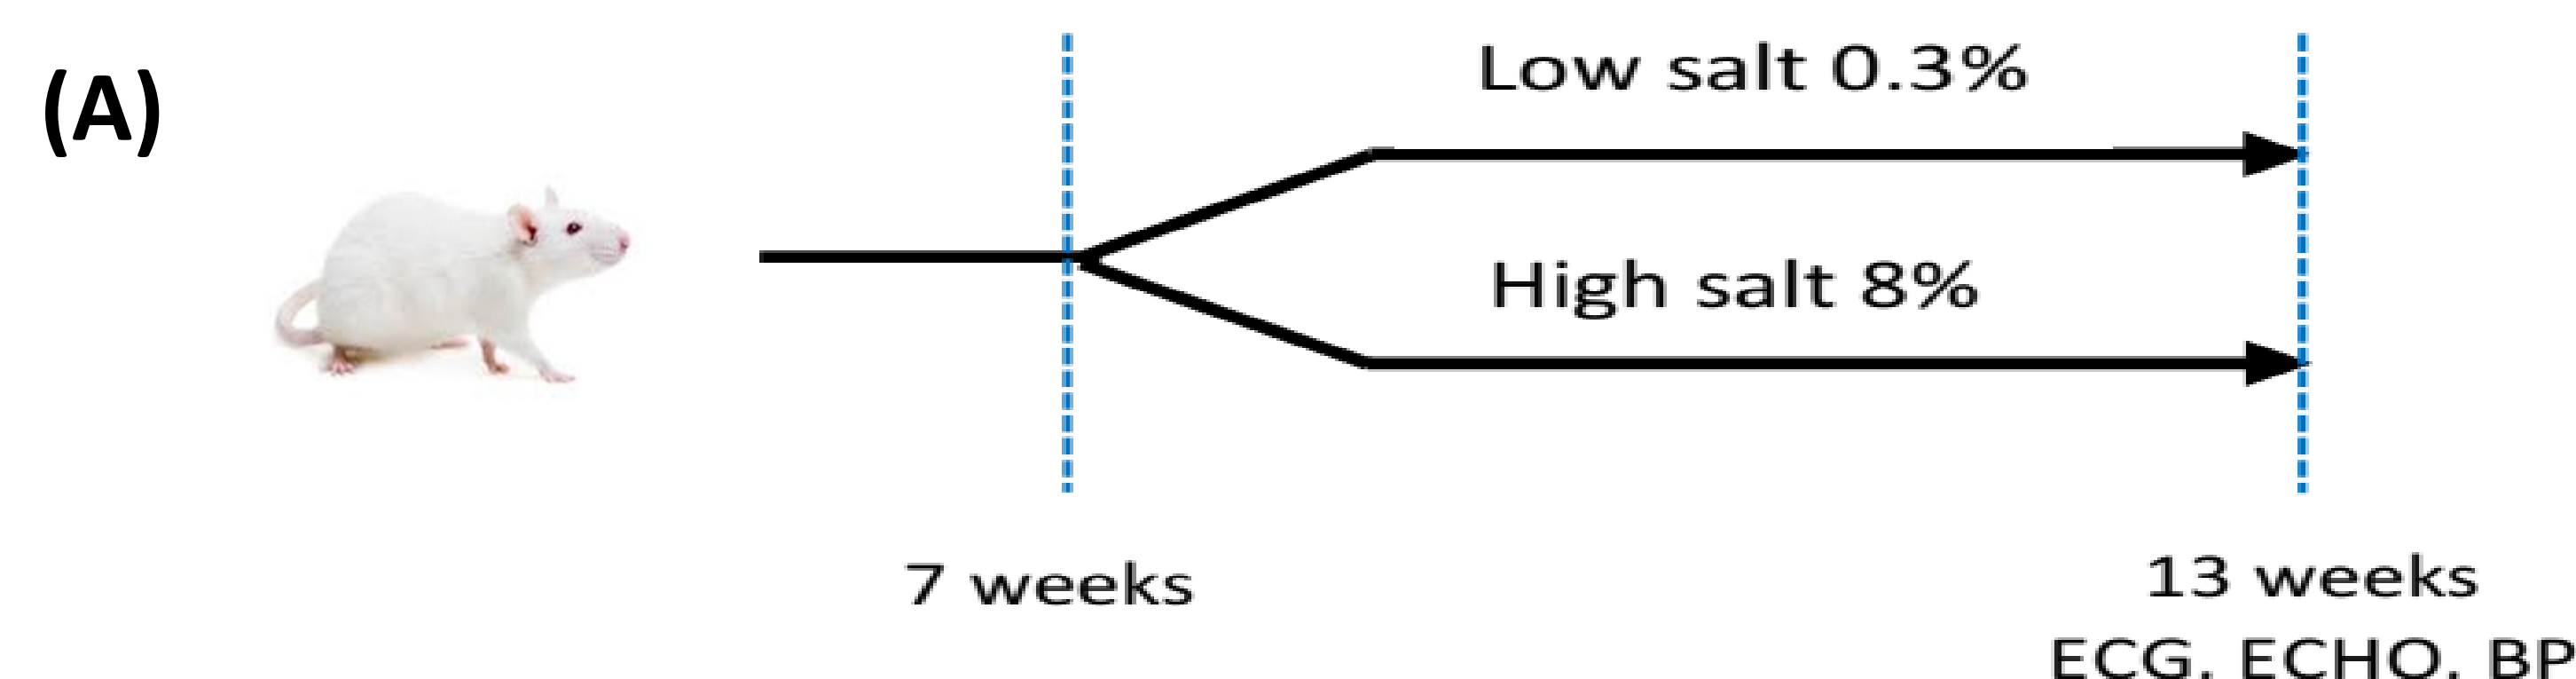 (A)
Low salt 0.3%
High salt 8%
7 weeks
13 weeks
ECG, ECHO, BP